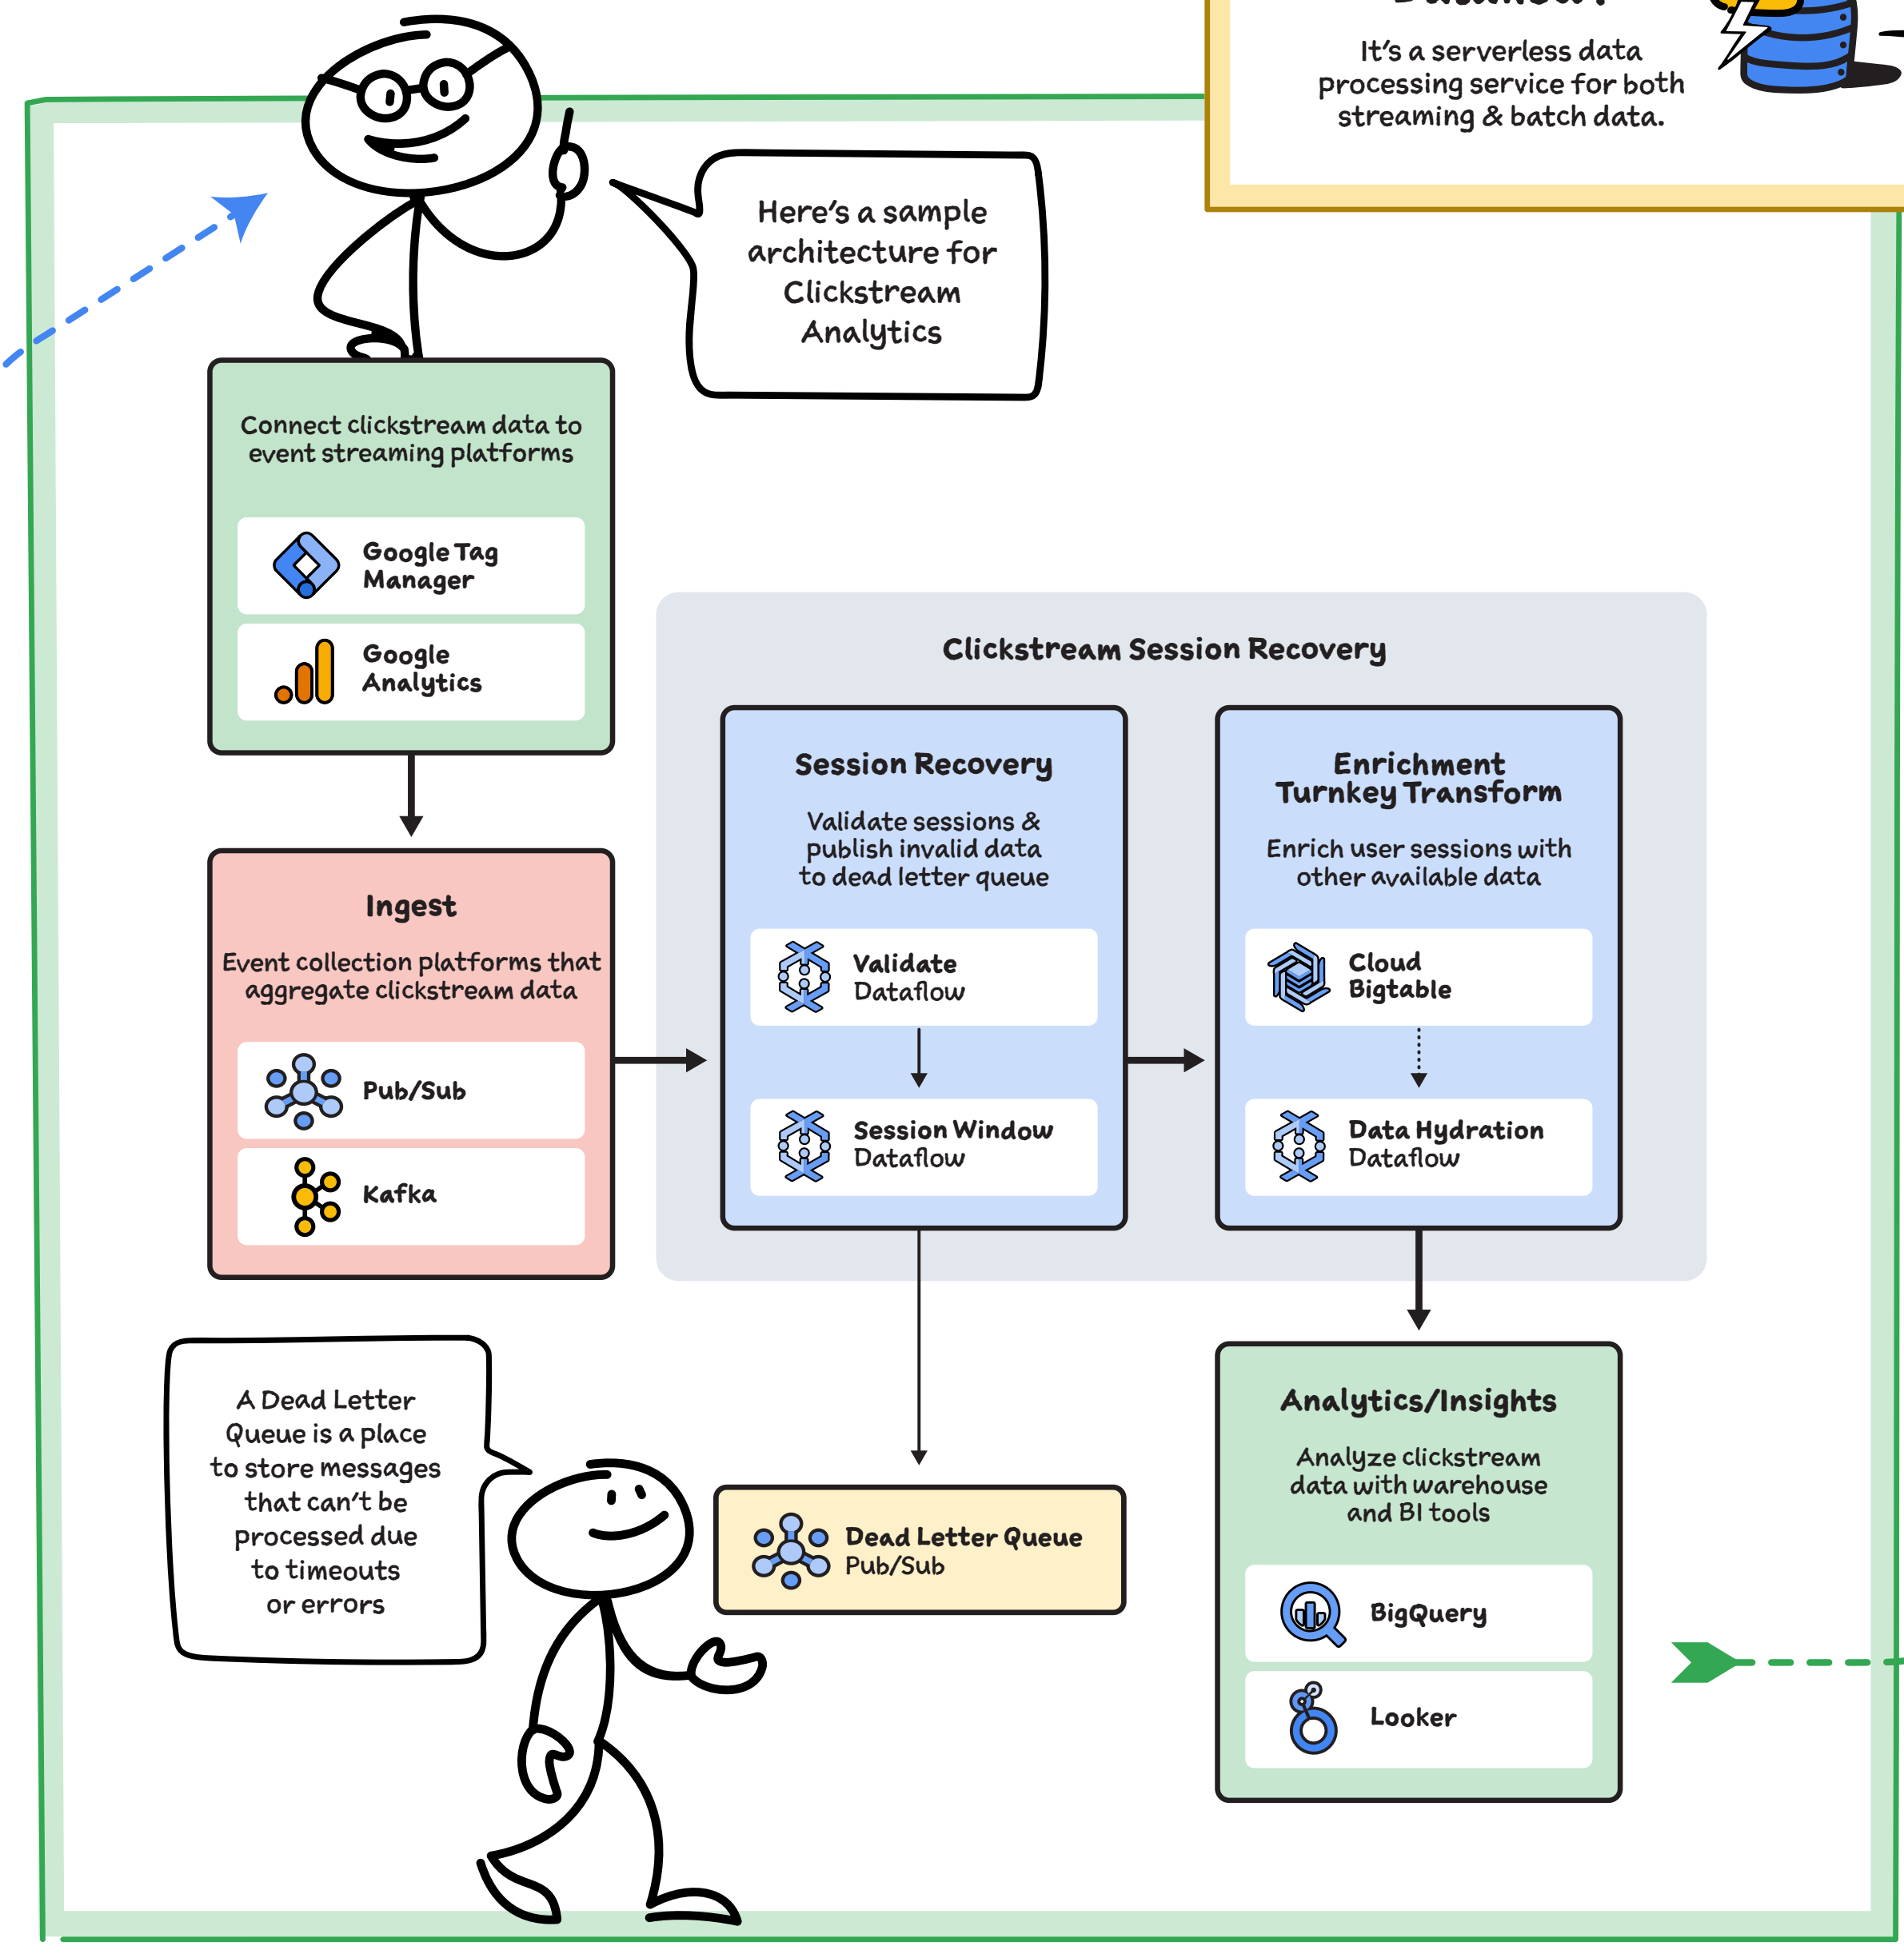 It's a serverless data
processing service for both
streaming & batch data.
Here's a sample
architecture for
Clickstream
Analytics
Connect clickstream data to
event streaming platforms
Google Tag
Manager
Google
Analytics
Clickstream Session Recovery
Session Recovery
Validate sessions &
publish invalid data
to dead letter queue
Validate
Dataflow
Session Window
Dataflow
Enrichment
Turnkey Transform
Enrich user sessions with
other available data
Cloud
Bigtable
Data Hydration
Dataflow
Ingest
Event collection platforms that
aggregate clickstream data
Pub/Sub
Kafka
A Dead Letter
Queue is a place
to store messages
that can't be
processed due
to timeouts
or errors
Dead Letter Queue
Pub/Sub
Analytics/Insights
Analyze clickstream
data with warehouse
and BI tools
BigQuery
Looker